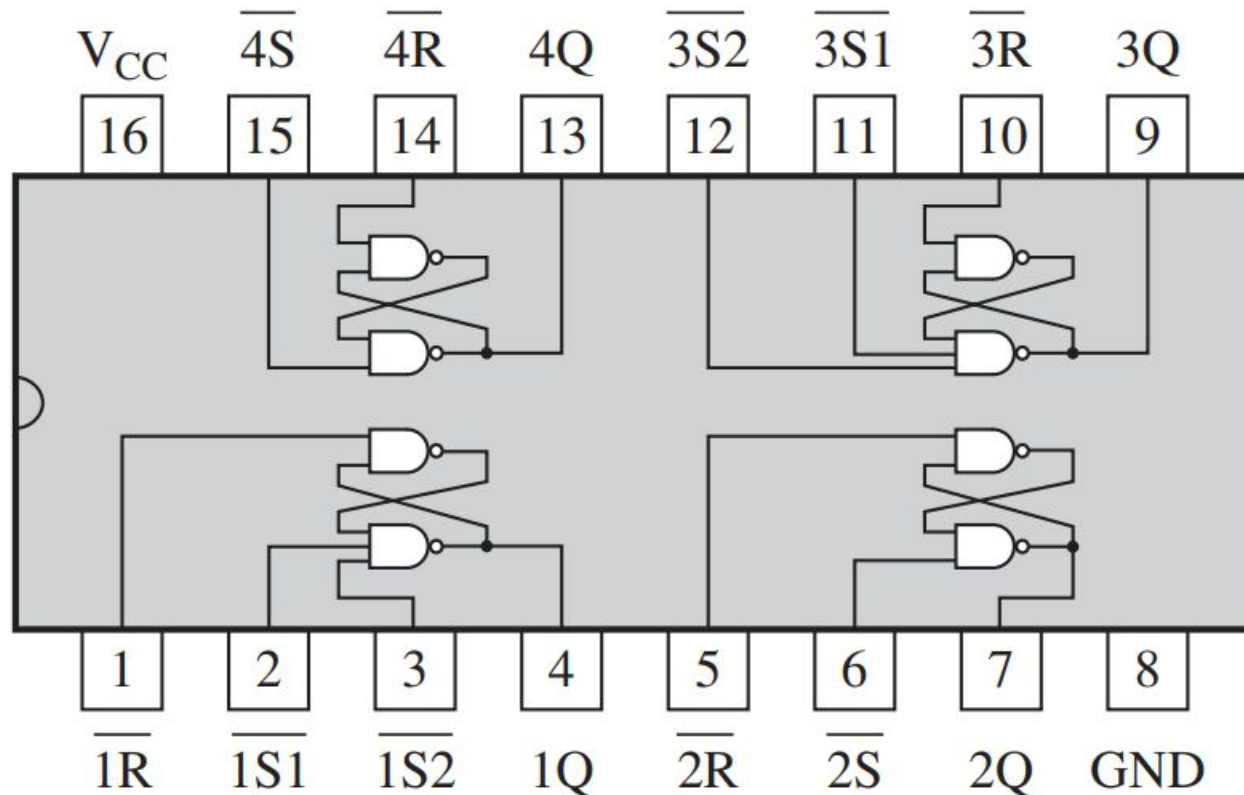 V_CC 4S̅ 4R̅ 4Q 3S2̅ 3S1̅ 3R̅ 3Q
16 15 14 13 12 11 10 9
1 2 3 4 5 6 7 8
1R̅ 1S1̅ 1S2̅ 1Q 2R̅ 2S̅ 2Q GND